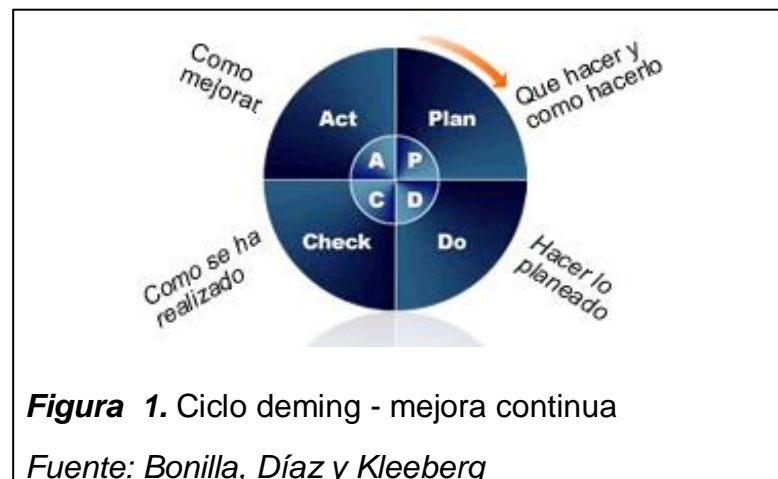 Como
mejorar
Que hacer y
como hacerlo
Act
Plan
A
P
C
D
Check
Do
Como se ha
realizado
Hacer lo
planeado
Figura 1. Ciclo deming - mejora continua
Fuente: Bonilla, Díaz y Kleeberg